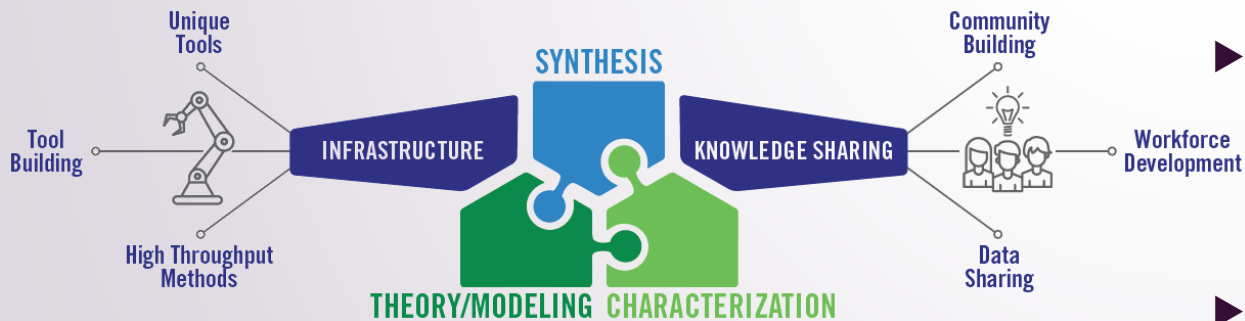 Unique
Tools
Tool
Building
High Throughput
Methods
INFRASTRUCTURE
SYNTHESIS
THEORY/MODELING
CHARACTERIZATION
KNOWLEDGE SHARING
Community
Building
Workforce
Development
Data
Sharing